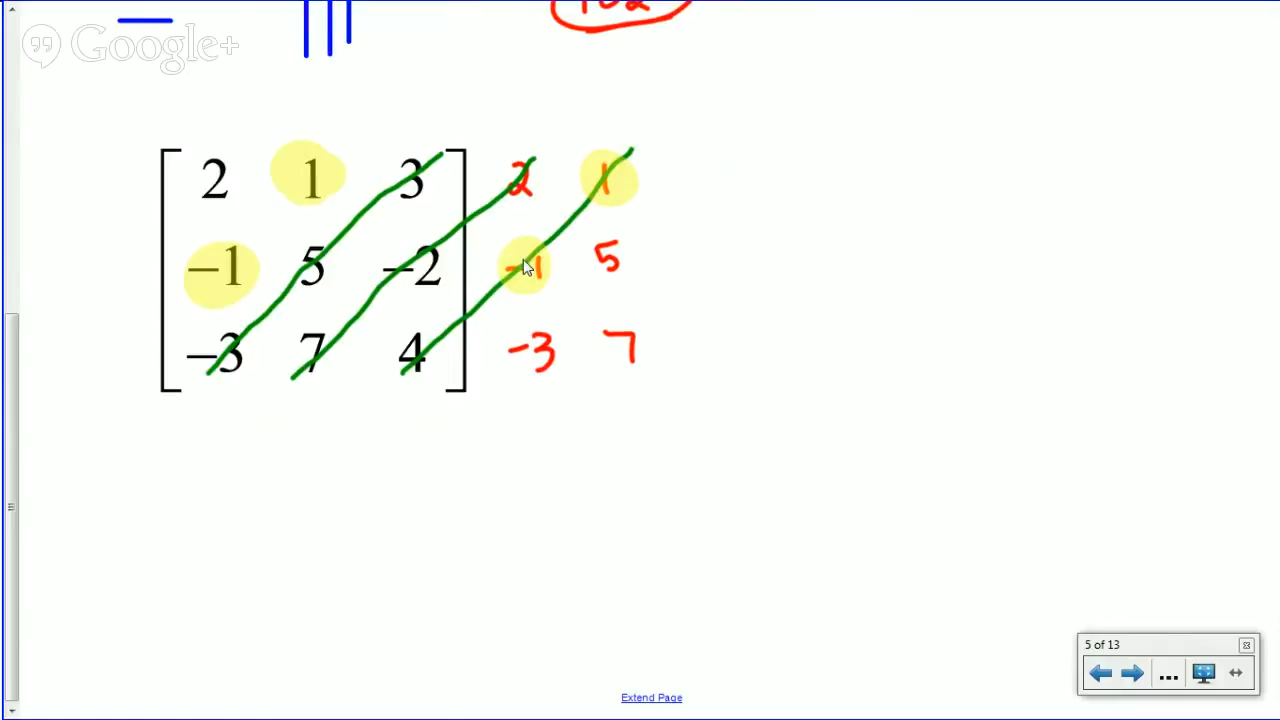 Google+
2 1 3 2 1
-1 5 -2 -1 5
-3 7 4 -3 7
5 of 13
...
Extend Page